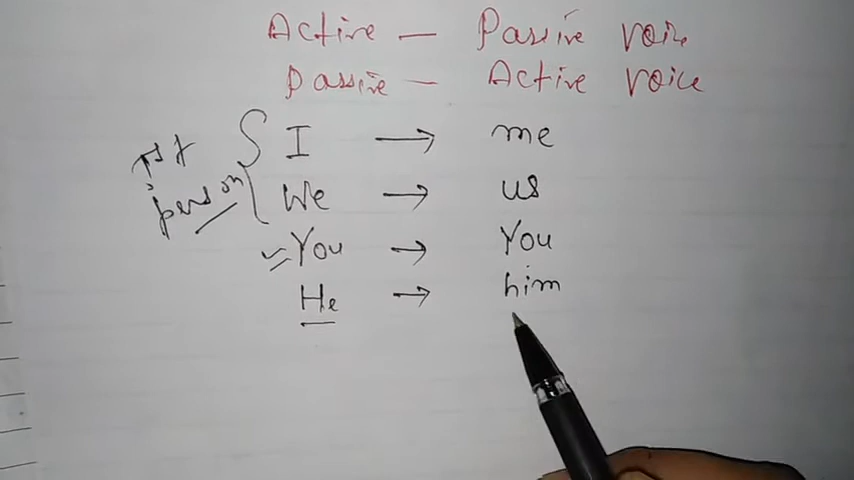 Active — Passive voice
Passive — Active voice
1st person { I → me
We → us
You → You
He → him